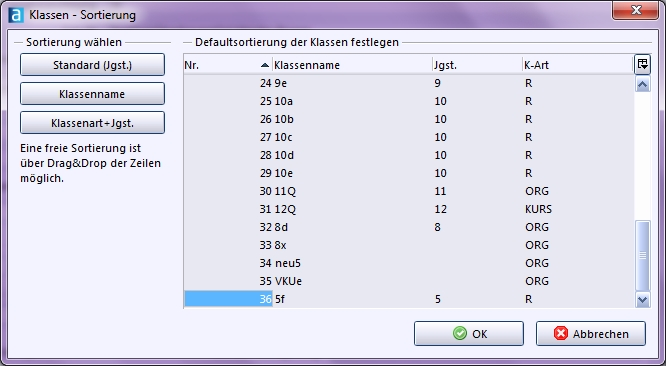 a Klassen - Sortierung
Sortierung wählen
Standard (Jgst.)
Klassenname
Klassenart+Jgst.
Eine freie Sortierung ist
über Drag&Drop der Zeilen
möglich.
Defaultsortierung der Klassen festlegen
Nr. Klassenname Jgst. K-Art
24 9e 9 R
25 10a 10 R
26 10b 10 R
27 10c 10 R
28 10d 10 R
29 10e 10 R
30 11Q 11 ORG
31 12Q 12 KURS
32 8d 8 ORG
33 8x ORG
34 neu5 ORG
35 VKUe ORG
36 5f 5 R
OK Abbrechen